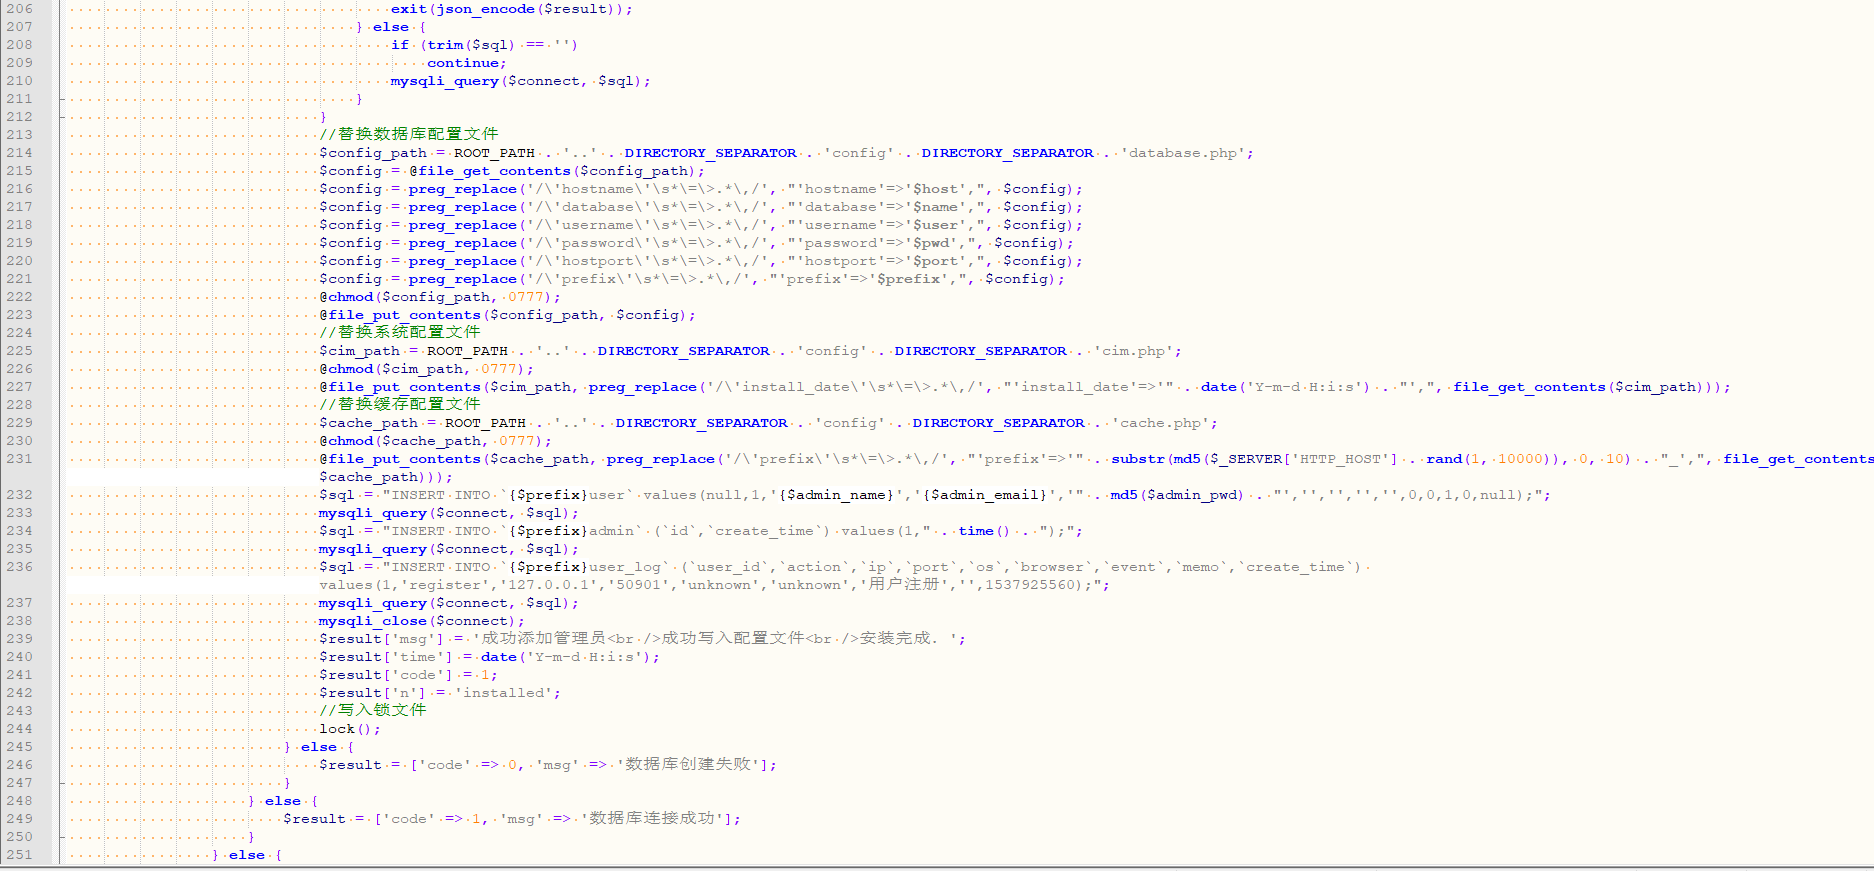 206 exit(json_encode($result));
207 } else {
208 if (trim($sql) == '')
209 continue;
210 mysqli_query($connect, $sql);
211 }
212 }
213 //替换数据库配置文件
214 $config_path = ROOT_PATH . '..' . DIRECTORY_SEPARATOR . 'config' . DIRECTORY_SEPARATOR . 'database.php';
215 $config = @file_get_contents($config_path);
216 $config = preg_replace('/\'hostname\'\s*\=\>.*\,/', "'hostname'=>'$host',", $config);
217 $config = preg_replace('/\'database\'\s*\=\>.*\,/', "'database'=>'$name',", $config);
218 $config = preg_replace('/\'username\'\s*\=\>.*\,/', "'username'=>'$user',", $config);
219 $config = preg_replace('/\'password\'\s*\=\>.*\,/', "'password'=>'$pwd',", $config);
220 $config = preg_replace('/\'hostport\'\s*\=\>.*\,/', "'hostport'=>'$port',", $config);
221 $config = preg_replace('/\'prefix\'\s*\=\>.*\,/', "'prefix'=>'$prefix',", $config);
222 @chmod($config_path, 0777);
223 @file_put_contents($config_path, $config);
224 //替换系统配置文件
225 $cim_path = ROOT_PATH . '..' . DIRECTORY_SEPARATOR . 'config' . DIRECTORY_SEPARATOR . 'cim.php';
226 @chmod($cim_path, 0777);
227 @file_put_contents($cim_path, preg_replace('/\'install_date\'\s*\=\>.*\,/', "'install_date'=>'" . date('Y-m-d H:i:s') . "',", file_get_contents($cim_path)));
228 //替换缓存配置文件
229 $cache_path = ROOT_PATH . '..' . DIRECTORY_SEPARATOR . 'config' . DIRECTORY_SEPARATOR . 'cache.php';
230 @chmod($cache_path, 0777);
231 @file_put_contents($cache_path, preg_replace('/\'prefix\'\s*\=\>.*\,/', "'prefix'=>'" . substr(md5($_SERVER['HTTP_HOST'] . rand(1, 10000)), 0, 10) . "_',", file_get_contents
$cache_path)));
232 $sql = "INSERT INTO `{$prefix}user` values(null,1,'{$admin_name}','{$admin_email}','" . md5($admin_pwd) . "','','','','',0,0,1,0,null);";
233 mysqli_query($connect, $sql);
234 $sql = "INSERT INTO `{$prefix}admin` (`id`,`create_time`) values(1," . time() . ");";
235 mysqli_query($connect, $sql);
236 $sql = "INSERT INTO `{$prefix}user_log` (`user_id`,`action`,`ip`,`port`,`os`,`browser`,`event`,`memo`,`create_time`)
values(1,'register','127.0.0.1','50901','unknown','unknown','用户注册','',1537925560);";
237 mysqli_query($connect, $sql);
238 mysqli_close($connect);
239 $result['msg'] = '成功添加管理员<br />成功写入配置文件<br />安装完成．';
240 $result['time'] = date('Y-m-d H:i:s');
241 $result['code'] = 1;
242 $result['n'] = 'installed';
243 //写入锁文件
244 lock();
245 } else {
246 $result = ['code' => 0, 'msg' => '数据库创建失败'];
247 }
248 } else {
249 $result = ['code' => 1, 'msg' => '数据库连接成功'];
250 }
251 } else {